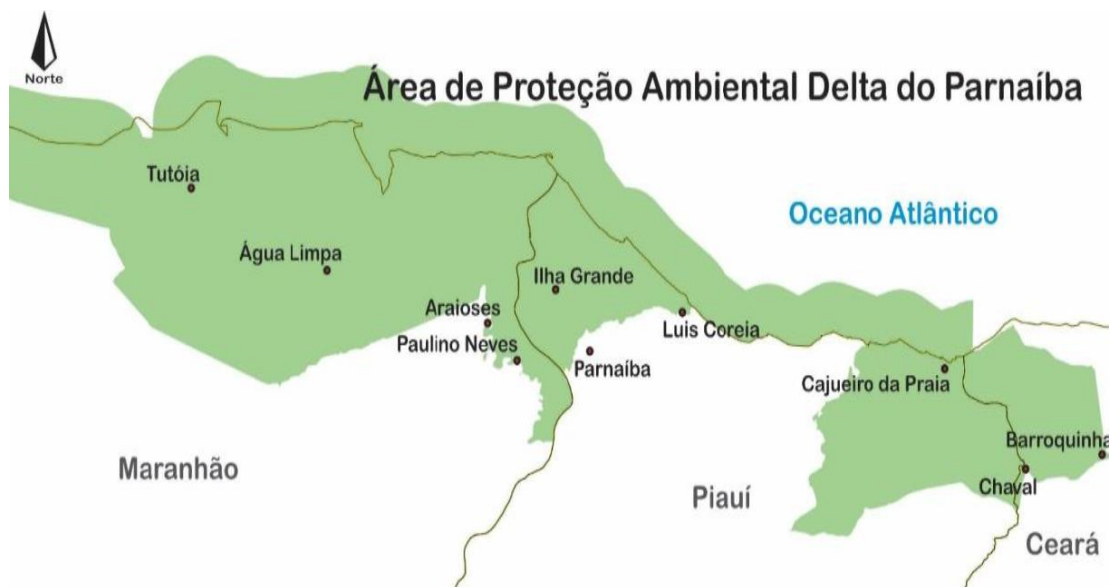 Norte
Área de Proteção Ambiental Delta do Parnaíba
Tutóia
Oceano Atlântico
Água Limpa
Ilha Grande
Araioses
Luis Coreia
Paulino Neves
Parnaíba
Cajueiro da Praia
Barroquinha
Maranhão
Chaval
Piauí
Ceará